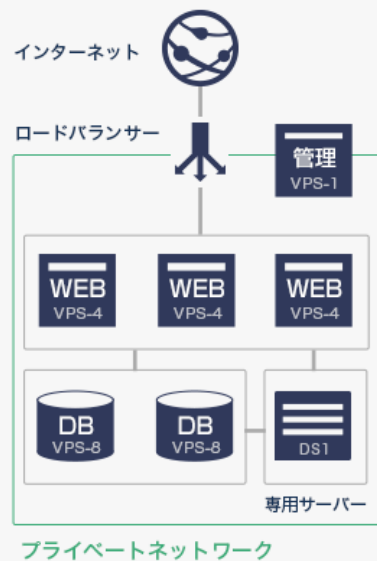 インターネット
ロードバランサー
管理
VPS-1
WEB
VPS-4
WEB
VPS-4
WEB
VPS-4
DB
VPS-8
DB
VPS-8
DS1
専用サーバー
プライベートネットワーク